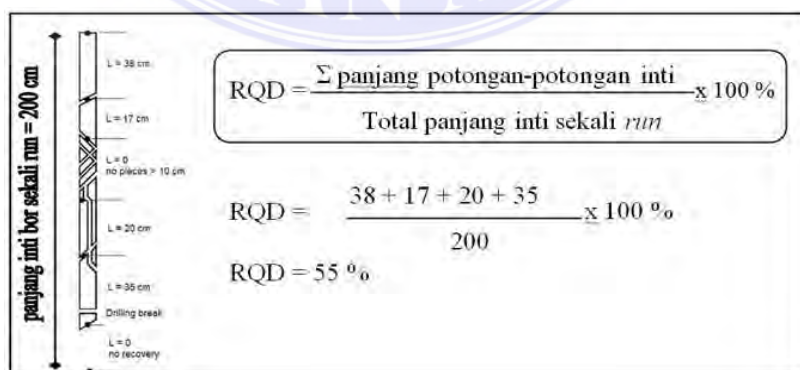 panjang inti bor sekali run = 200 cm
L = 38 cm
L = 17 cm
L = 0
no pieces > 10 cm
L = 20 cm
L = 35 cm
Drilling break
L = 0
no recovery
RQD = Σ panjang potongan-potongan inti x 100 %
Total panjang inti sekali run
RQD = 38 + 17 + 20 + 35 x 100 %
200
RQD = 55 %